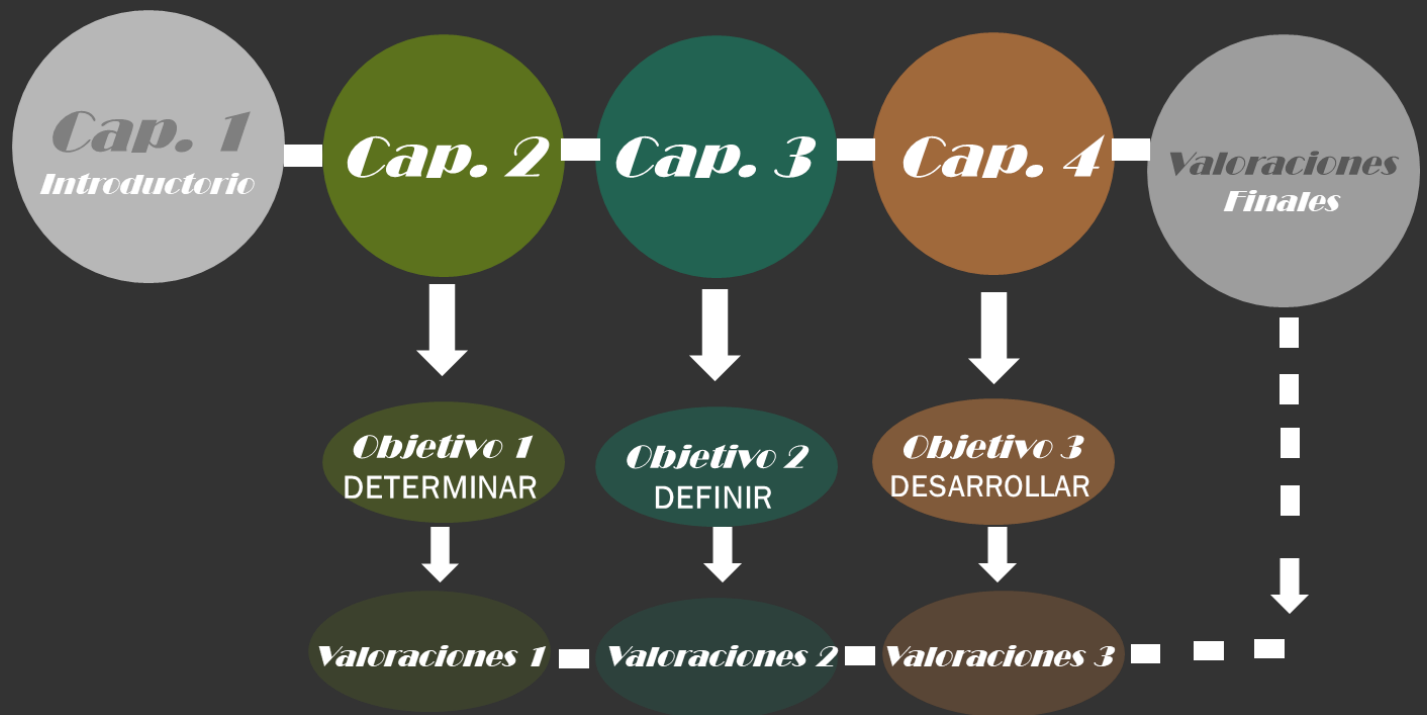 Cap. 1
Introductorio
Cap. 2
Cap. 3
Cap. 4
Valoraciones
Finales
Objetivo 1
DETERMINAR
Objetivo 2
DEFINIR
Objetivo 3
DESARROLLAR
Valoraciones 1
Valoraciones 2
Valoraciones 3